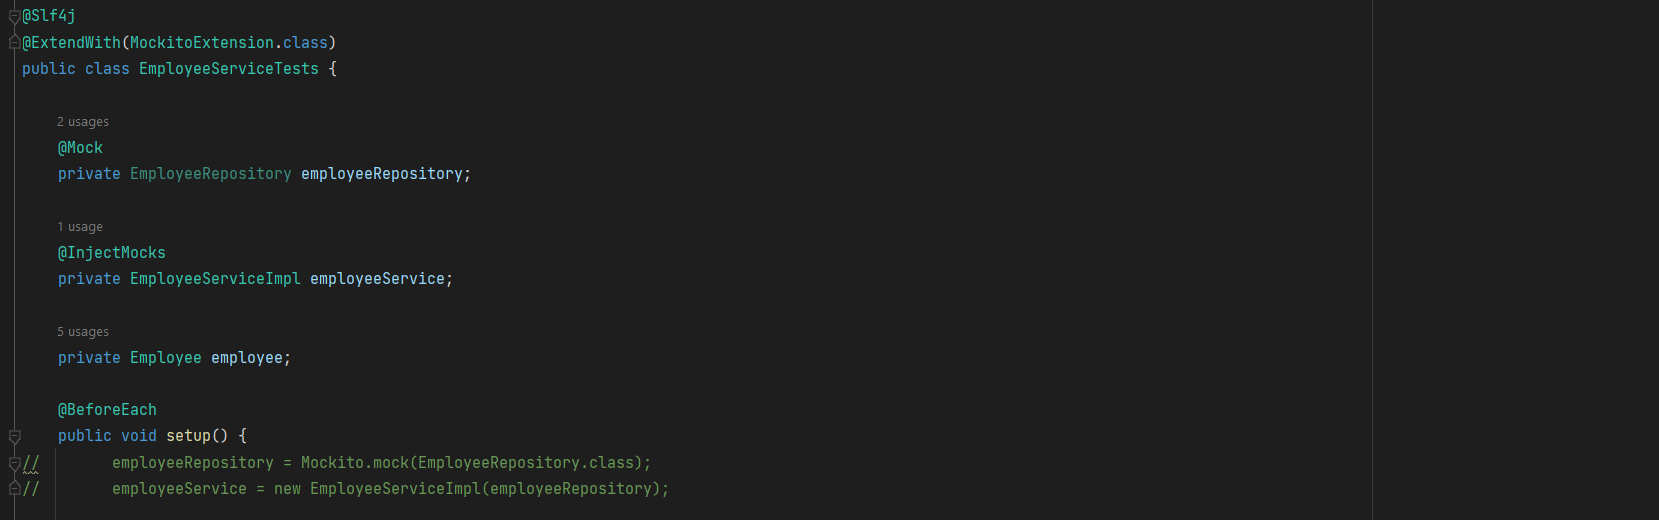 @Slf4j
@ExtendWith(MockitoExtension.class)
public class EmployeeServiceTests {
2 usages
@Mock
private EmployeeRepository employeeRepository;
1 usage
@InjectMocks
private EmployeeServiceImpl employeeService;
5 usages
private Employee employee;
@BeforeEach
public void setup() {
//        employeeRepository = Mockito.mock(EmployeeRepository.class);
//        employeeService = new EmployeeServiceImpl(employeeRepository);